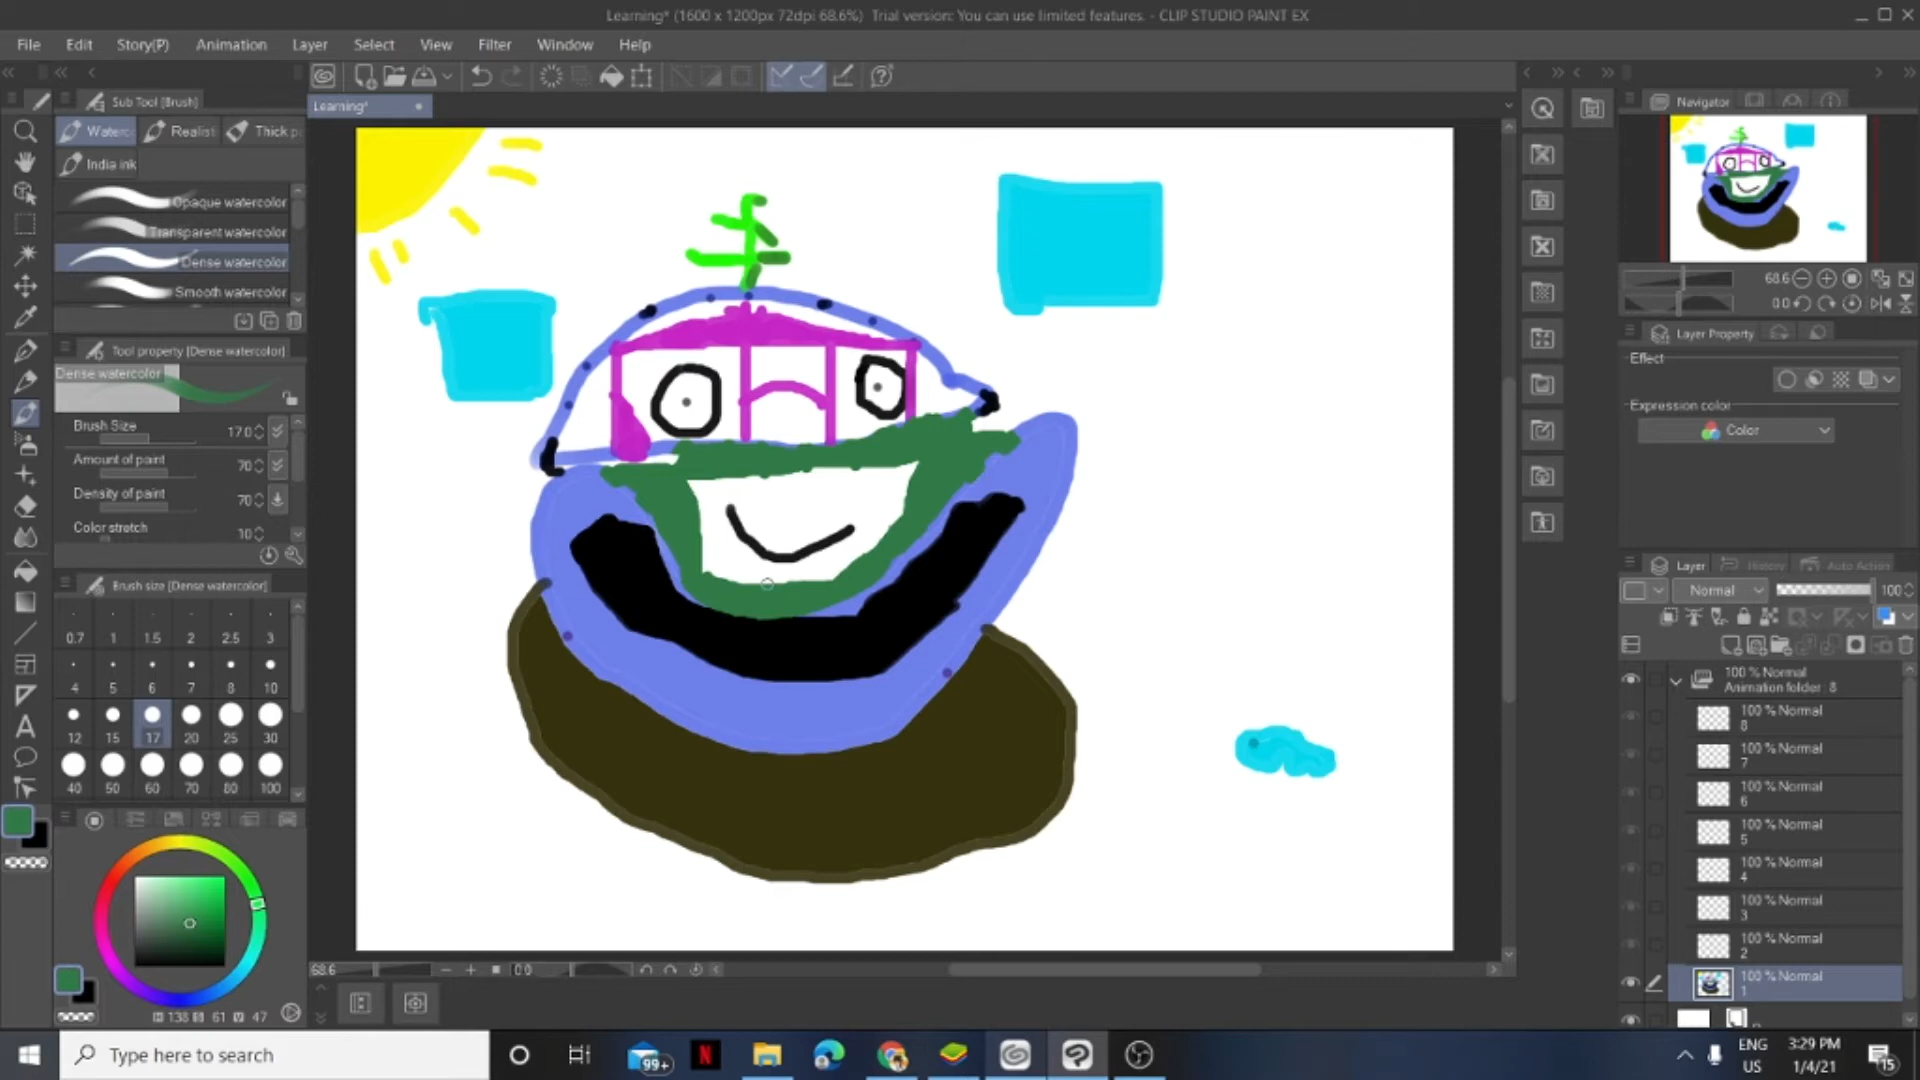 Learning* (1600 x 1200px 72dpi 68.6%) Trial version: You can use limited features. - CLIP STUDIO PAINT EX
File Edit Story(P) Animation Layer Select View Filter Window Help
Sub Tool [Brush]
Learning*
Navigator
Waterc Realist Thick p
India ink
Opaque watercolor
Transparent watercolor
Dense watercolor
Smooth watercolor
68.6
0.0
Tool property [Dense watercolor]
Layer Property
Dense watercolor
Effect
Brush Size 17.0
Expression color
Color
Amount of paint 70
Density of paint 70
Color stretch 10
Brush size [Dense watercolor]
Layer History Auto Action
Normal 100
0.7 1 1.5 2 2.5 3
4 5 6 7 8 10
12 15 17 20 25 30
40 50 60 70 80 100
100 % Normal
Animation folder : 8
100 % Normal
8
100 % Normal
7
100 % Normal
6
100 % Normal
5
100 % Normal
4
100 % Normal
3
100 % Normal
2
100 % Normal
1
68.6 0.0
H 138 S 61 V 47
Type here to search
99+
N
ENG
US
3:29 PM
1/4/21
15